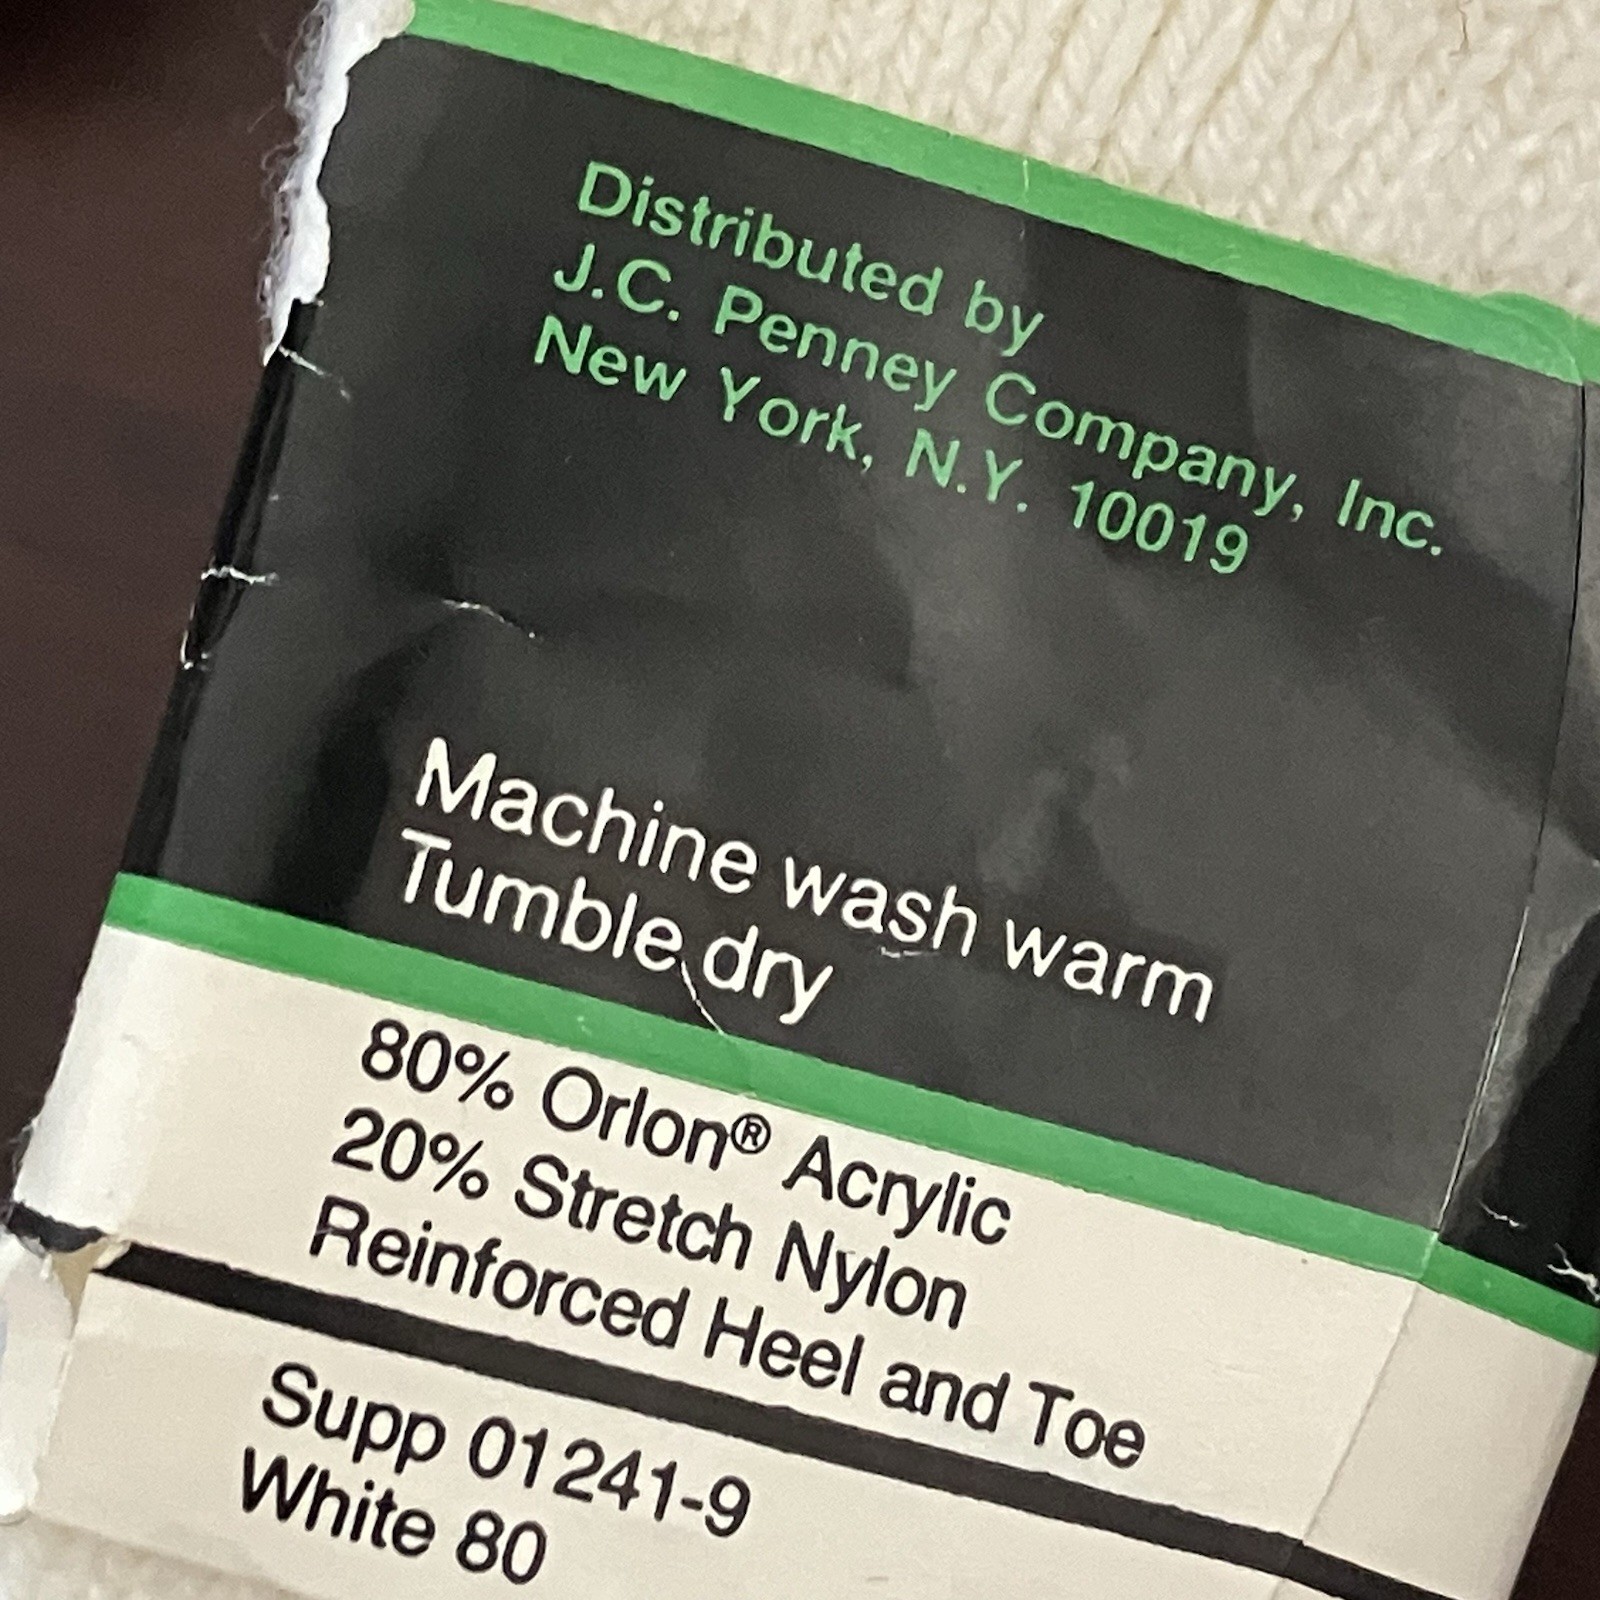 Distributed by
J.C. Penney Company, Inc.
New York, N.Y. 10019
Machine wash warm
Tumble dry
80% Orlon® Acrylic
20% Stretch Nylon
Reinforced Heel and Toe
Supp 01241-9
White 80